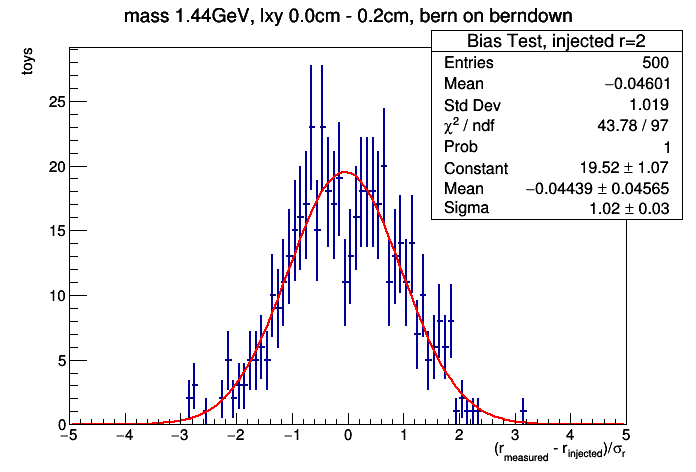 mass 1.44GeV, lxy 0.0cm - 0.2cm, bern on berndown
toys
Bias Test, injected r=2
Entries 500
Mean −0.04601
Std Dev 1.019
χ² / ndf 43.78 / 97
Prob 1
Constant 19.52 ± 1.07
Mean −0.04439 ± 0.04565
Sigma 1.02 ± 0.03
25
20
15
10
5
0
−5 −4 −3 −2 −1 0 1 2 3 4 5
(r_measured - r_injected)/σ_r